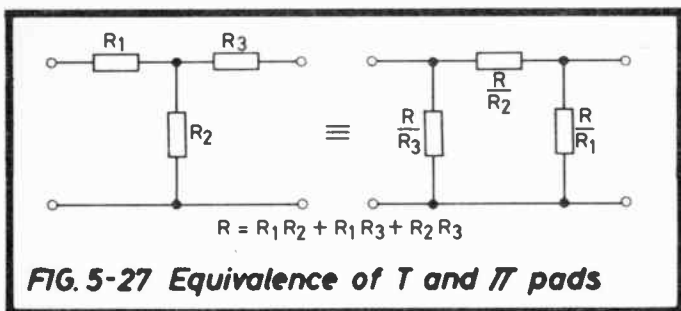 R₁
R₃
R₂
≡
R/R₂
R/R₃
R/R₁
R = R₁R₂ + R₁R₃ + R₂R₃
FIG. 5-27 Equivalence of T and π pads